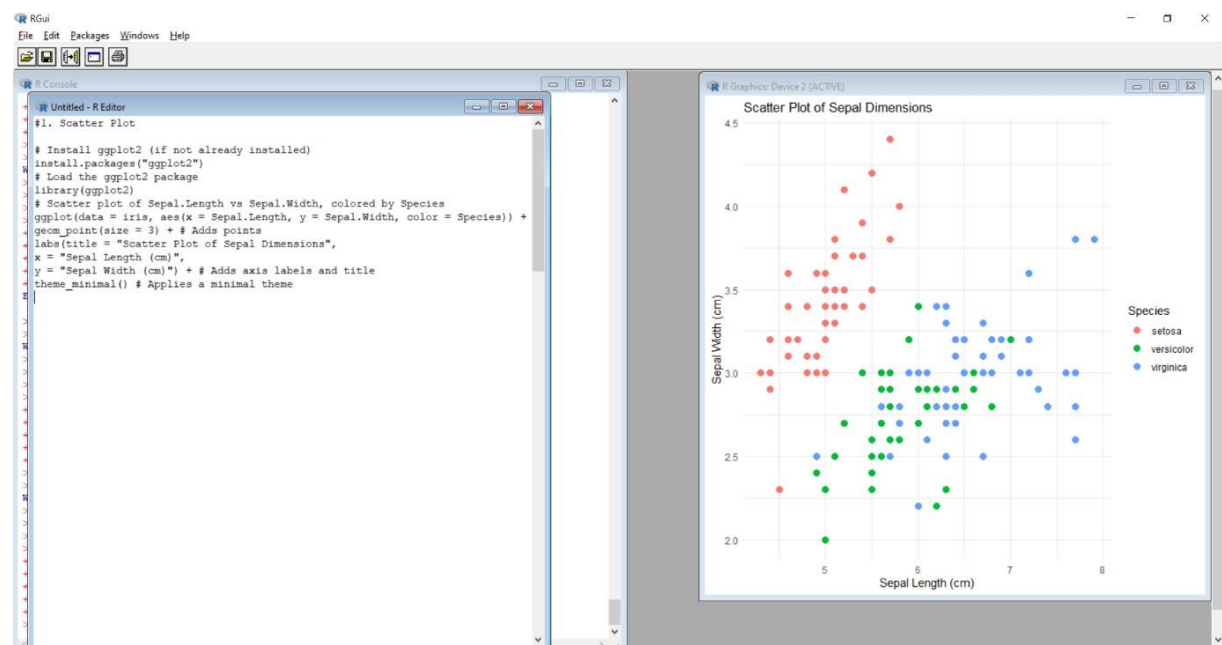 RGui
File Edit Packages Windows Help
R Console
Untitled - R Editor
#1. Scatter Plot
# Install ggplot2 (if not already installed)
install.packages("ggplot2")
# Load the ggplot2 package
library(ggplot2)
# Scatter plot of Sepal.Length vs Sepal.Width, colored by Species
ggplot(data = iris, aes(x = Sepal.Length, y = Sepal.Width, color = Species)) +
geom_point(size = 3) + # Adds points
labs(title = "Scatter Plot of Sepal Dimensions",
x = "Sepal Length (cm)",
y = "Sepal Width (cm)") + # Adds axis labels and title
theme_minimal() # Applies a minimal theme
R Graphics: Device 2 (ACTIVE)
Scatter Plot of Sepal Dimensions
4.5
4.0
3.5
3.0
2.5
2.0
Sepal Width (cm)
5 6 7 8
Sepal Length (cm)
Species
setosa
versicolor
virginica